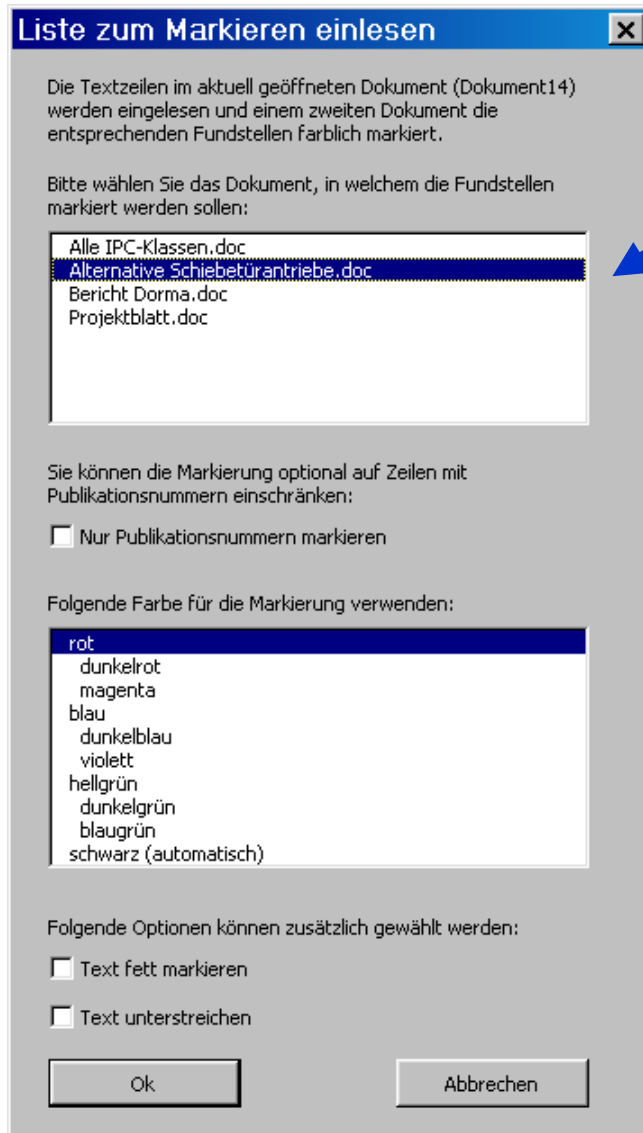 Liste zum Markieren einlesen
Die Textzeilen im aktuell geöffneten Dokument (Dokument14)
werden eingelesen und einem zweiten Dokument die
entsprechenden Fundstellen farblich markiert.
Bitte wählen Sie das Dokument, in welchem die Fundstellen
markiert werden sollen:
Alle IPC-Klassen.doc
Alternative Schiebetürantriebe.doc
Bericht Dorma.doc
Projektblatt.doc
Sie können die Markierung optional auf Zeilen mit
Publikationsnummern einschränken:
Nur Publikationsnummern markieren
Folgende Farbe für die Markierung verwenden:
rot
dunkelrot
magenta
blau
dunkelblau
violett
hellgrün
dunkelgrün
blaugrün
schwarz (automatisch)
Folgende Optionen können zusätzlich gewählt werden:
Text fett markieren
Text unterstreichen
Ok
Abbrechen